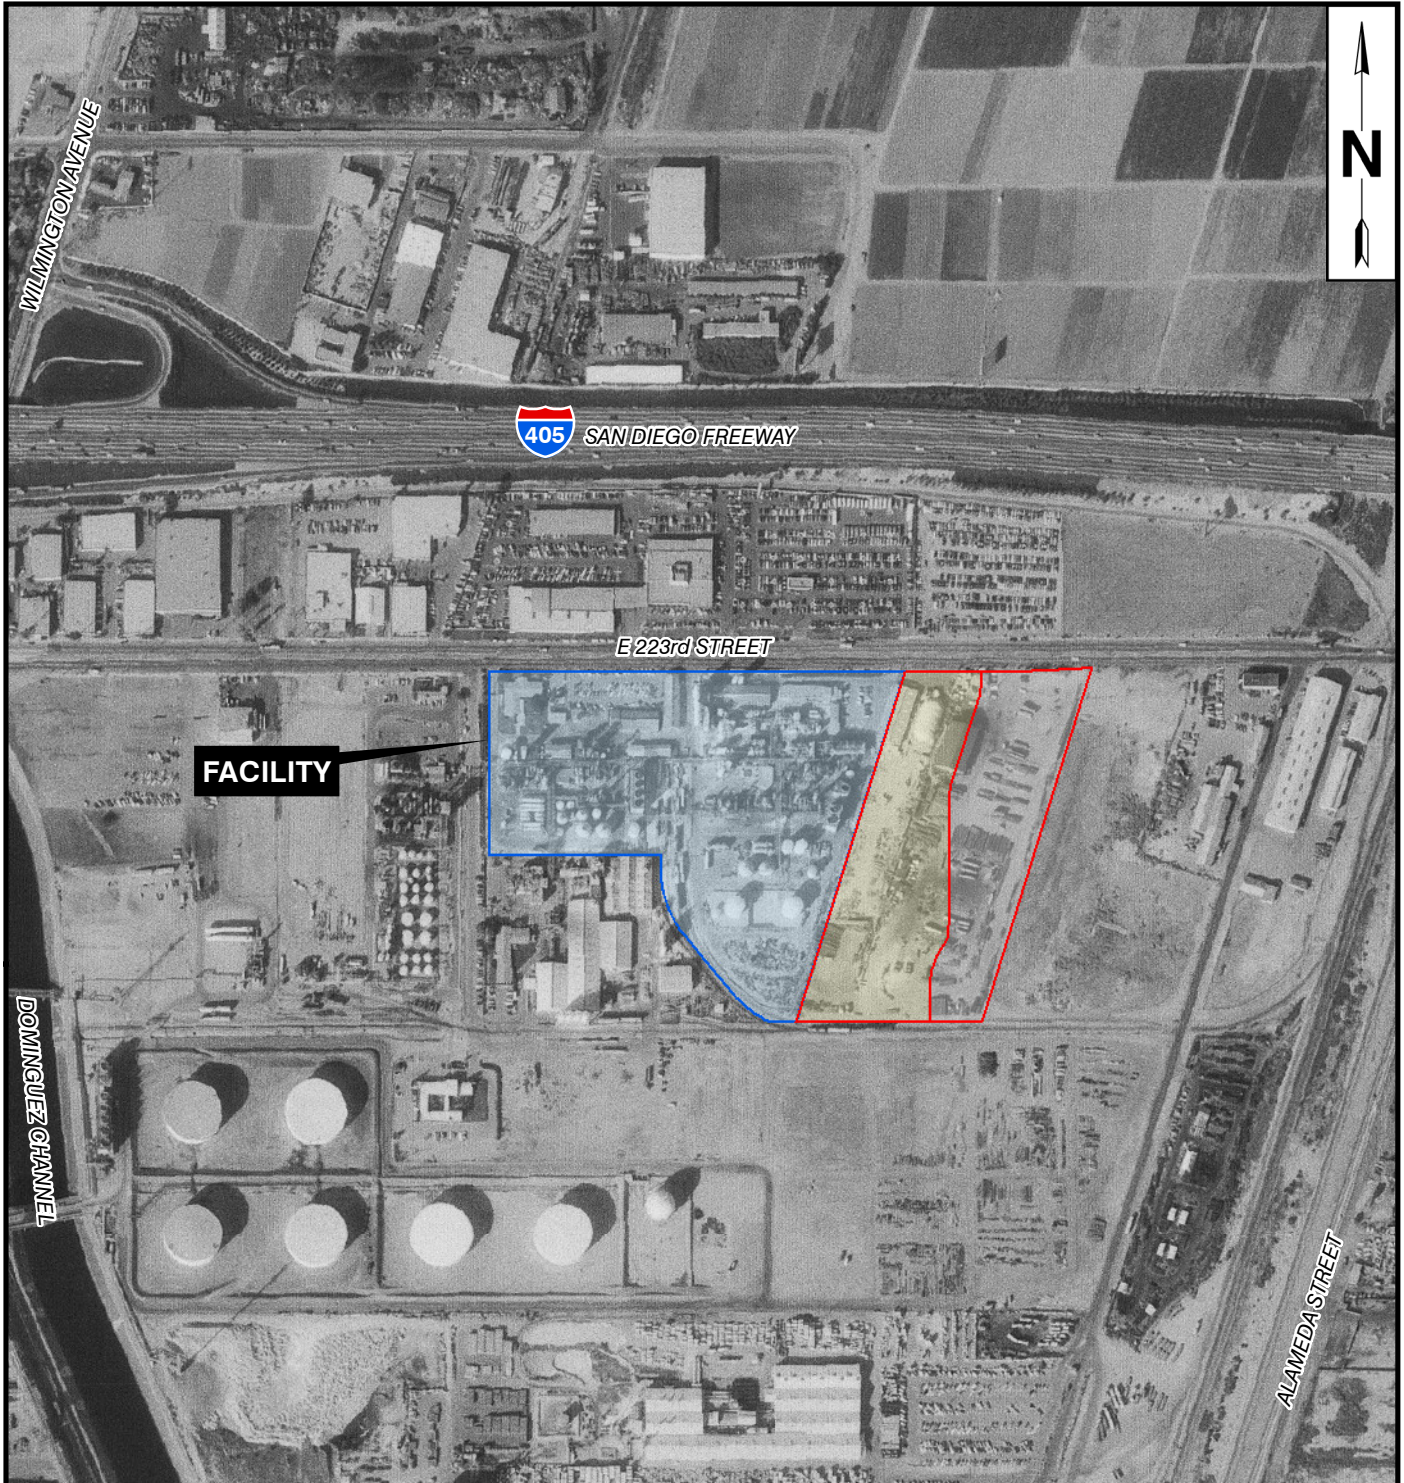 N
WILMINGTON AVENUE
405
SAN DIEGO FREEWAY
E 223rd STREET
FACILITY
DOMINGUEZ CHANNEL
ALAMEDA STREET